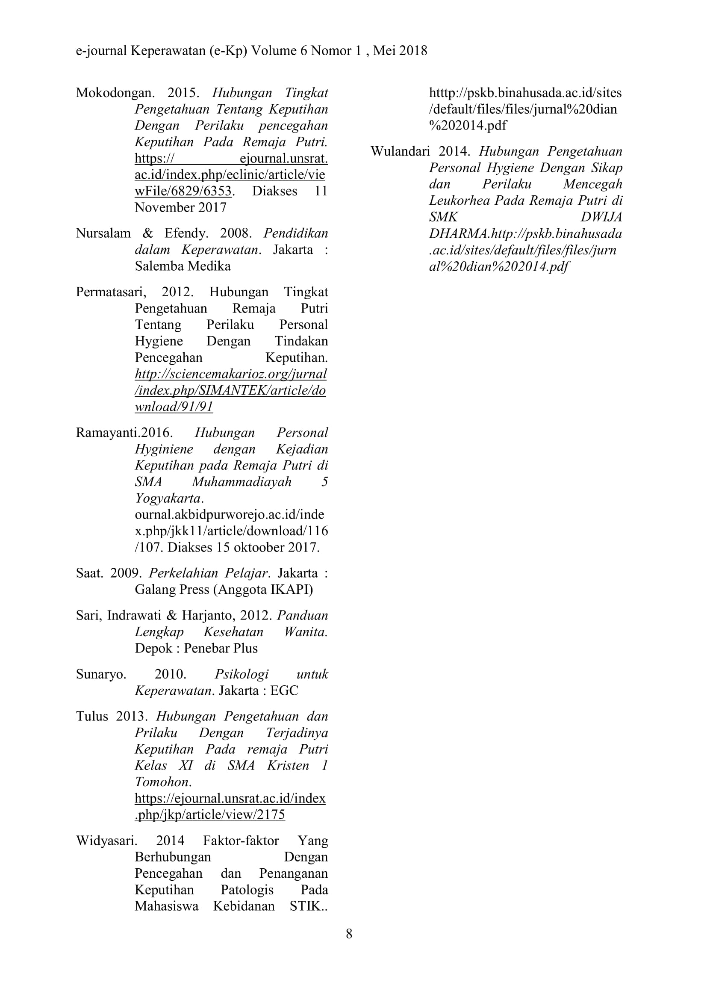 e-journal Keperawatan (e-Kp) Volume 6 Nomor 1 , Mei 2018
Mokodongan. 2015. Hubungan Tingkat
Pengetahuan Tentang Keputihan
Dengan Perilaku pencegahan
Keputihan Pada Remaja Putri.
https:// ejournal.unsrat.
ac.id/index.php/eclinic/article/vie
wFile/6829/6353. Diakses 11
November 2017
Nursalam & Efendy. 2008. Pendidikan
dalam Keperawatan. Jakarta :
Salemba Medika
Permatasari, 2012. Hubungan Tingkat
Pengetahuan Remaja Putri
Tentang Perilaku Personal
Hygiene Dengan Tindakan
Pencegahan Keputihan.
http://sciencemakarioz.org/jurnal
/index.php/SIMANTEK/article/do
wnload/91/91
Ramayanti.2016. Hubungan Personal
Hyginiene dengan Kejadian
Keputihan pada Remaja Putri di
SMA Muhammadiayah 5
Yogyakarta.
ournal.akbidpurworejo.ac.id/inde
x.php/jkk11/article/download/116
/107. Diakses 15 oktoober 2017.
Saat. 2009. Perkelahian Pelajar. Jakarta :
Galang Press (Anggota IKAPI)
Sari, Indrawati & Harjanto, 2012. Panduan
Lengkap Kesehatan Wanita.
Depok : Penebar Plus
Sunaryo. 2010. Psikologi untuk
Keperawatan. Jakarta : EGC
Tulus 2013. Hubungan Pengetahuan dan
Prilaku Dengan Terjadinya
Keputihan Pada remaja Putri
Kelas XI di SMA Kristen 1
Tomohon.
https://ejournal.unsrat.ac.id/index
.php/jkp/article/view/2175
Widyasari. 2014 Faktor-faktor Yang
Berhubungan Dengan
Pencegahan dan Penanganan
Keputihan Patologis Pada
Mahasiswa Kebidanan STIK..
htttp://pskb.binahusada.ac.id/sites
/default/files/files/jurnal%20dian
%202014.pdf
Wulandari 2014. Hubungan Pengetahuan
Personal Hygiene Dengan Sikap
dan Perilaku Mencegah
Leukorhea Pada Remaja Putri di
SMK DWIJA
DHARMA.http://pskb.binahusada
.ac.id/sites/default/files/files/jurn
al%20dian%202014.pdf
8